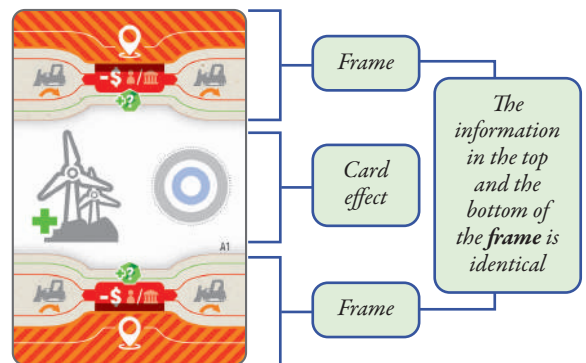 -$ /
?
A1
?
-$ /
Frame
Card
effect
Frame
The
information
in the top
and the
bottom of
the frame is
identical